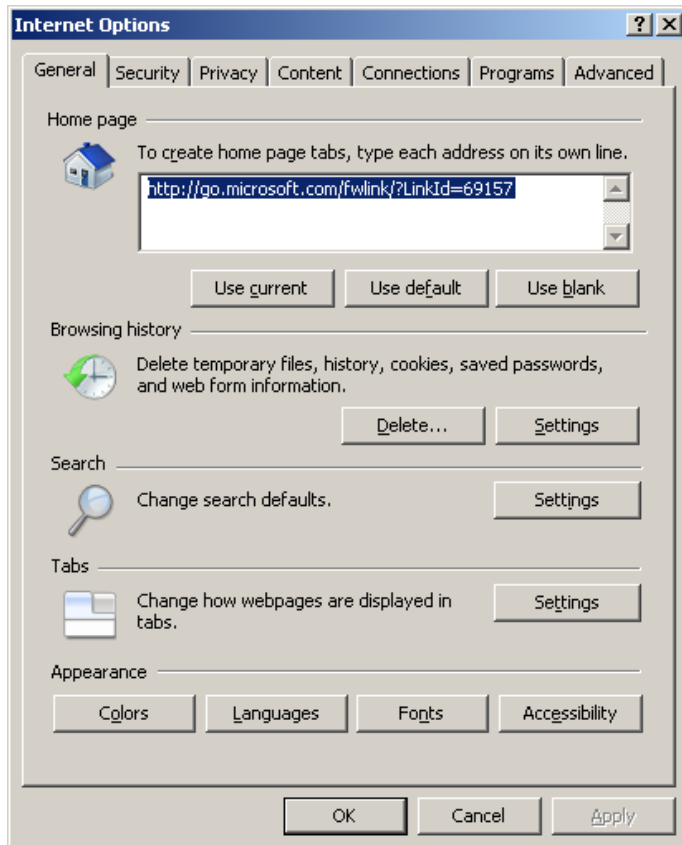 Internet Options
General Security Privacy Content Connections Programs Advanced
Home page
To create home page tabs, type each address on its own line.
http://go.microsoft.com/fwlink/?LinkId=69157
Use current Use default Use blank
Browsing history
Delete temporary files, history, cookies, saved passwords,
and web form information.
Delete... Settings
Search
Change search defaults. Settings
Tabs
Change how webpages are displayed in
tabs.
Settings
Appearance
Colors Languages Fonts Accessibility
OK Cancel Apply